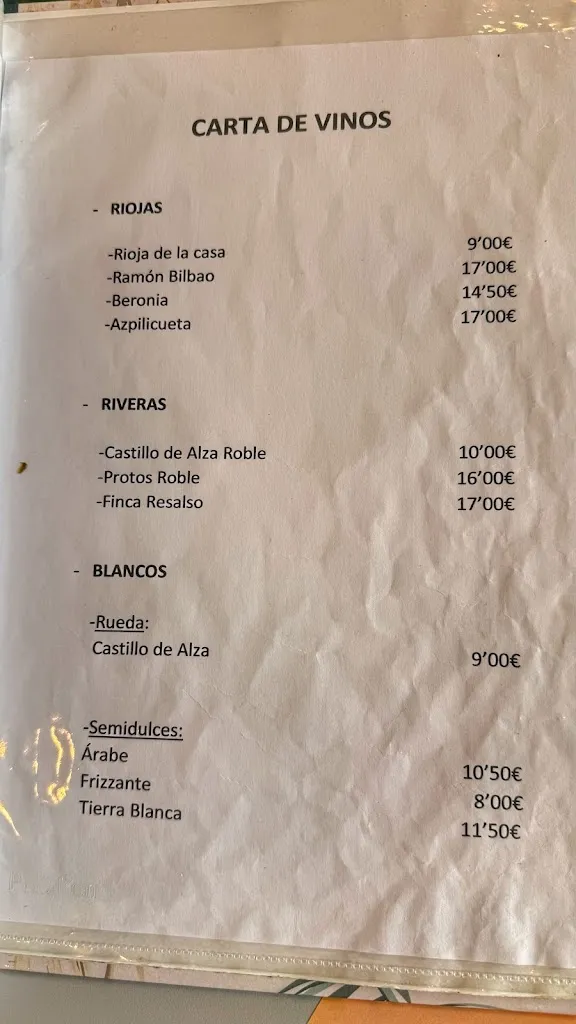 CARTA DE VINOS
- RIOJAS
-Rioja de la casa 9'00€
-Ramón Bilbao 17'00€
-Beronia 14'50€
-Azpilicueta 17'00€
- RIVERAS
-Castillo de Alza Roble 10'00€
-Protos Roble 16'00€
-Finca Resalso 17'00€
- BLANCOS
-Rueda:
Castillo de Alza 9'00€
-Semidulces:
Árabe 10'50€
Frizzante 8'00€
Tierra Blanca 11'50€